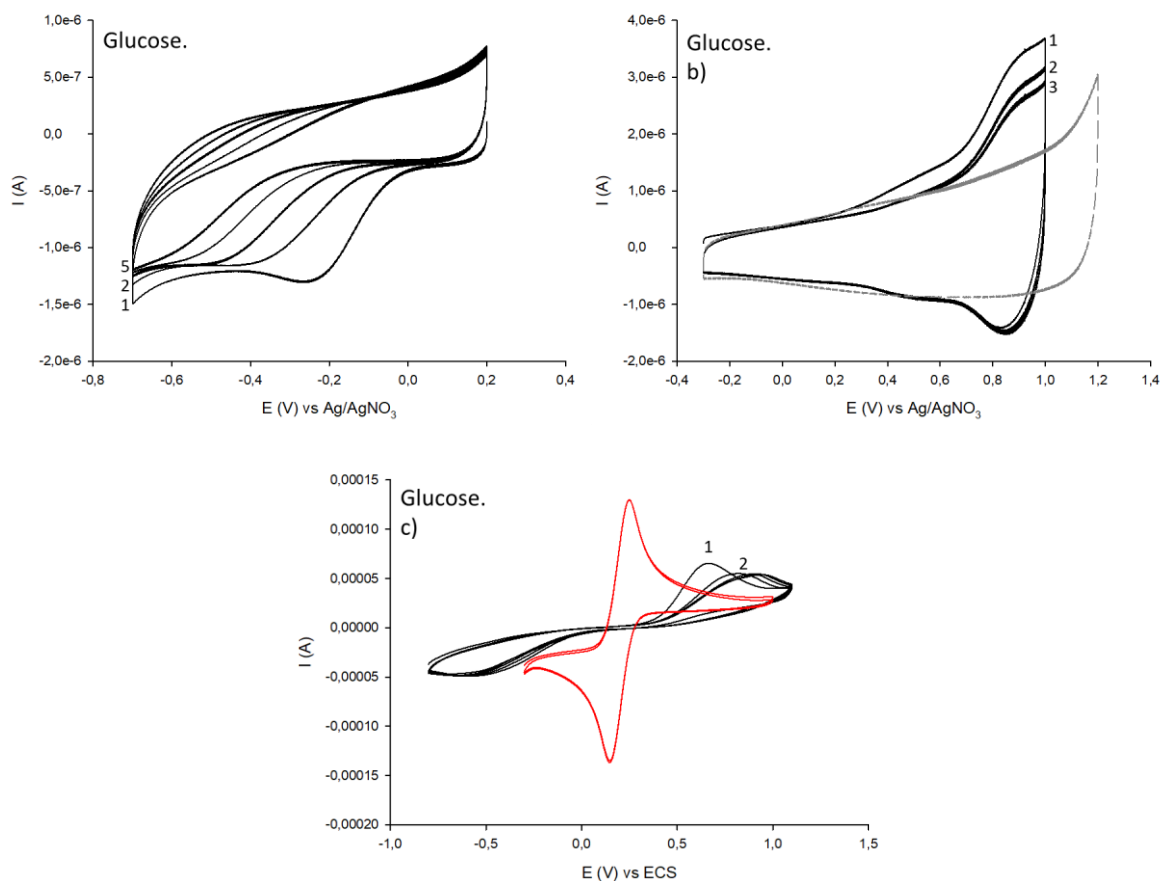 Glucose.
1,0e-6
5,0e-7
0,0
-5,0e-7
-1,0e-6
-1,5e-6
-2,0e-6
I (A)
5
2
1
-0,8 -0,6 -0,4 -0,2 0,0 0,2 0,4
E (V) vs Ag/AgNO₃
Glucose.
b)
4,0e-6
3,0e-6
2,0e-6
1,0e-6
0,0
-1,0e-6
-2,0e-6
I (A)
1
2
3
-0,4 -0,2 0,0 0,2 0,4 0,6 0,8 1,0 1,2 1,4
E (V) vs Ag/AgNO₃
Glucose.
c)
0,00015
0,00010
0,00005
0,00000
-0,00005
-0,00010
-0,00015
-0,00020
I (A)
1
2
-1,0 -0,5 0,0 0,5 1,0 1,5
E (V) vs ECS